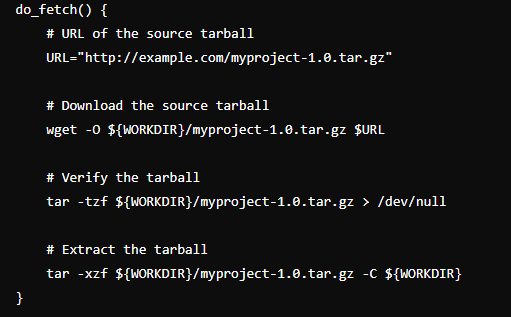 do_fetch() {
    # URL of the source tarball
    URL="http://example.com/myproject-1.0.tar.gz"
    # Download the source tarball
    wget -O ${WORKDIR}/myproject-1.0.tar.gz $URL
    # Verify the tarball
    tar -tzf ${WORKDIR}/myproject-1.0.tar.gz > /dev/null
    # Extract the tarball
    tar -xzf ${WORKDIR}/myproject-1.0.tar.gz -C ${WORKDIR}
}